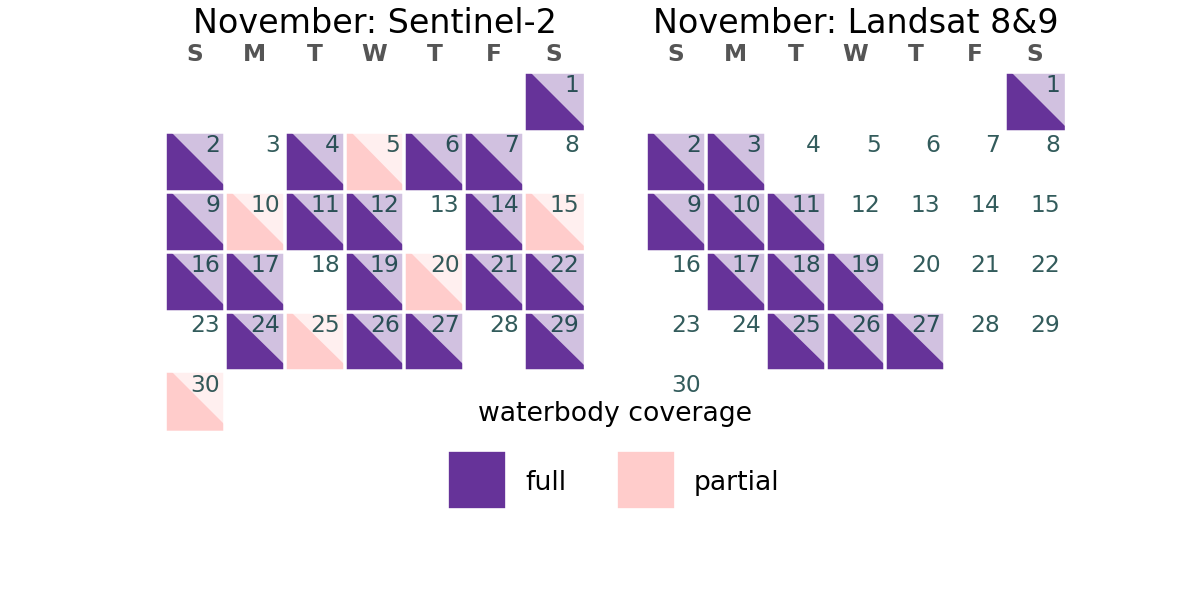 November: Sentinel-2
S M T W T F S
1
2 3 4 5 6 7 8
9 10 11 12 13 14 15
16 17 18 19 20 21 22
23 24 25 26 27 28 29
30
November: Landsat 8&9
S M T W T F S
1
2 3 4 5 6 7 8
9 10 11 12 13 14 15
16 17 18 19 20 21 22
23 24 25 26 27 28 29
30
waterbody coverage
full partial